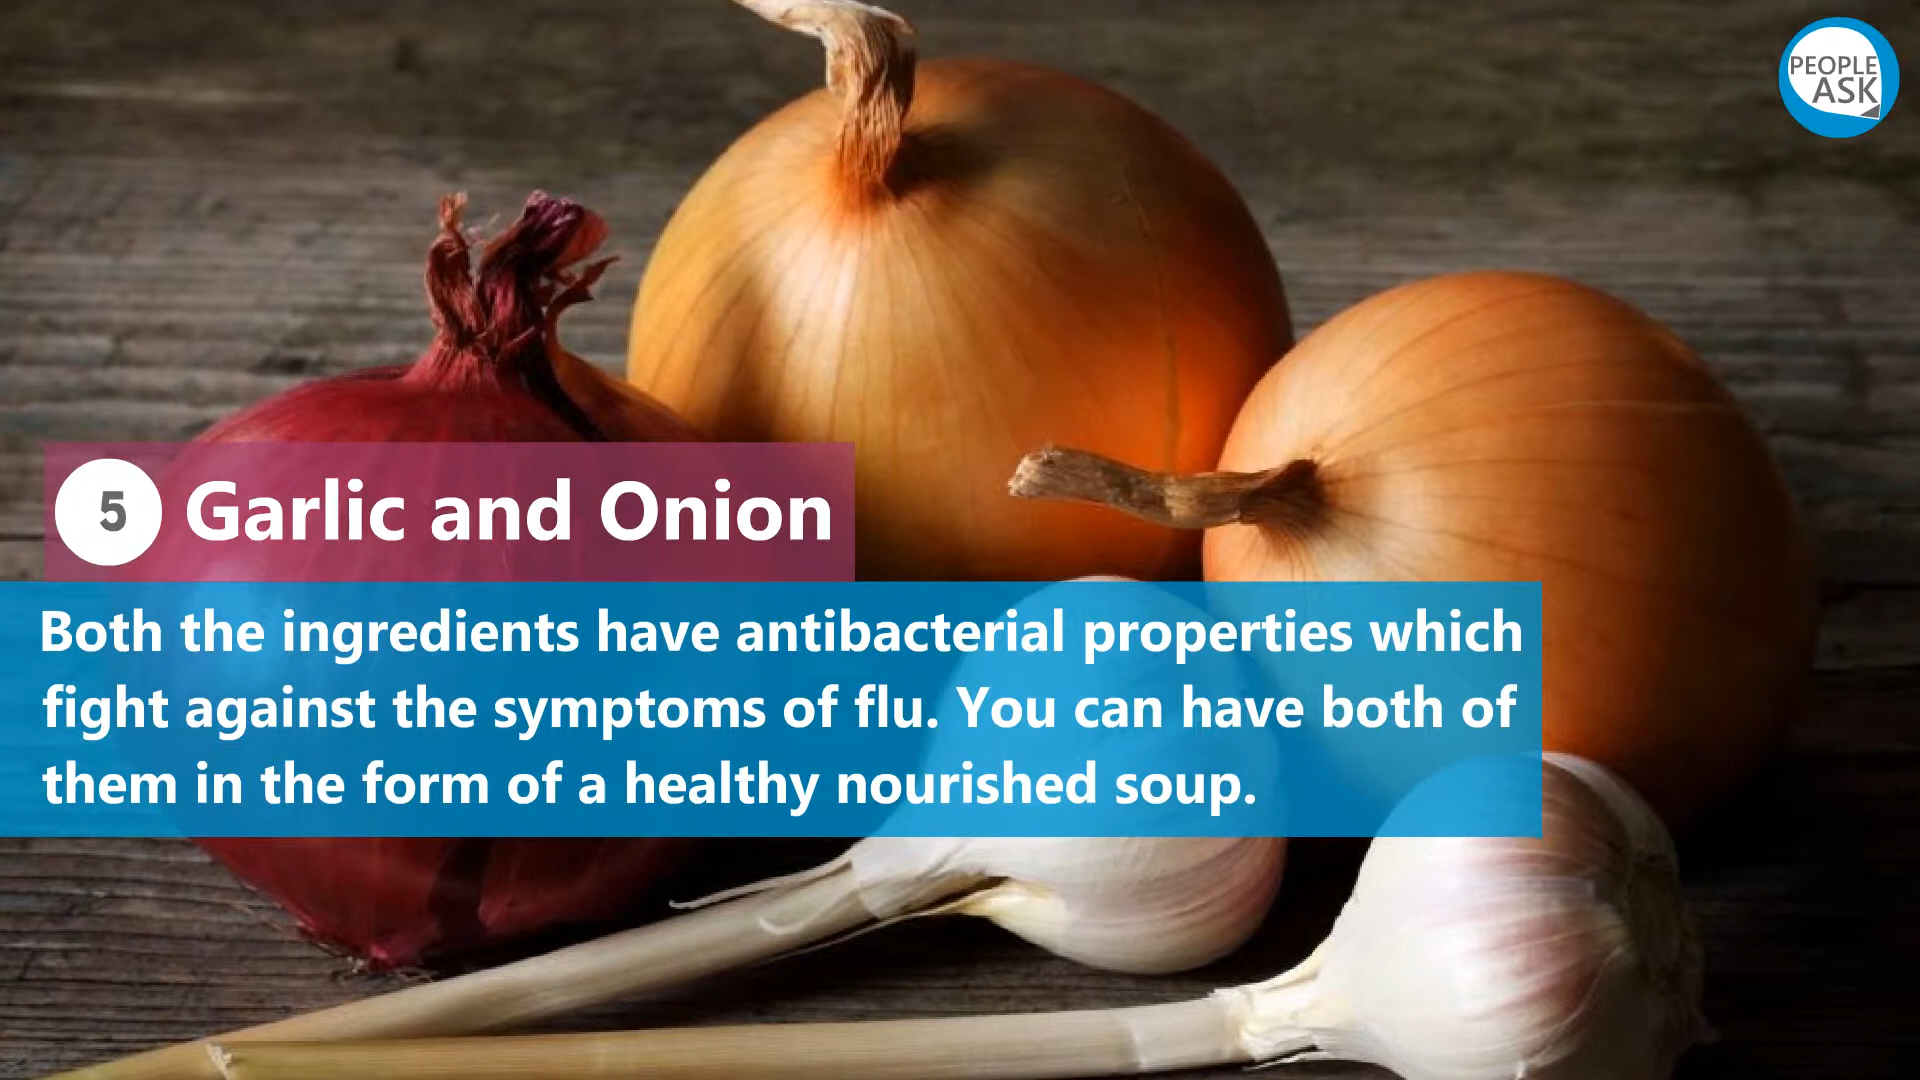 PEOPLE
ASK
5 Garlic and Onion
Both the ingredients have antibacterial properties which
fight against the symptoms of flu. You can have both of
them in the form of a healthy nourished soup.